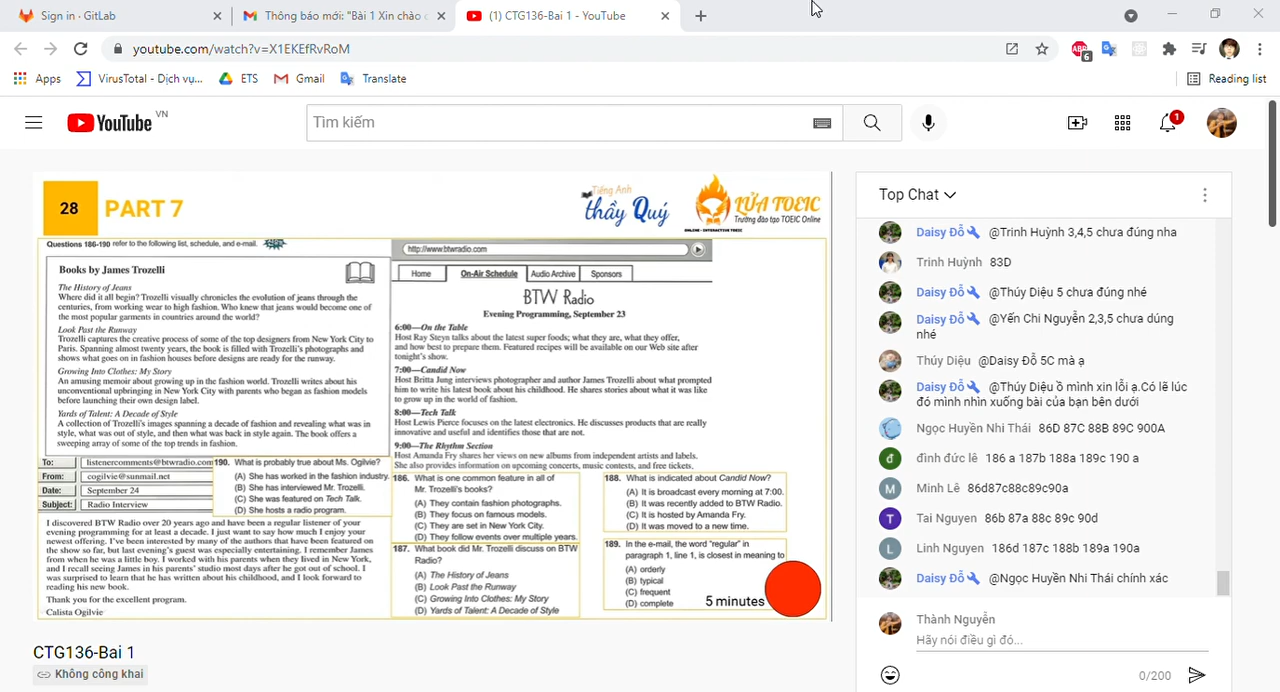 Sign in · GitLab
Thông báo mới: "Bài 1 Xin chào
(1) CTG136-Bai 1 - YouTube
youtube.com/watch?v=X1EKEfRvRoM
ABP
6
Apps
VirusTotal - Dịch vụ...
ETS
Gmail
Translate
Reading list
YouTube VN
Tìm kiếm
1
28 PART 7
Tiếng Anh
thầy Quý
LỬA TOEIC
Trường đào tạo TOEIC Online
ONLINE - INTERACTIVE TOEIC
Questions 186-190 refer to the following list, schedule, and e-mail.
Books by James Trozelli
The History of Jeans
Where did it all begin? Trozelli visually chronicles the evolution of jeans through the
centuries, from working wear to high fashion. Who knew that jeans would become one of
the most popular garments in countries around the world?
Look Past the Runway
Trozelli captures the creative process of some of the top designers from New York City to
Paris. Spanning almost twenty years, the book is filled with Trozelli's photographs and
shows what goes on in fashion houses before designs are ready for the runway.
Growing Into Clothes: My Story
An amusing memoir about growing up in the fashion world. Trozelli writes about his
unconventional upbringing in New York City with parents who began as fashion models
before launching their own design label.
Yards of Talent: A Decade of Style
A collection of Trozelli's images spanning a decade of fashion and revealing what was in
style, what was out of style, and then what was back in style again. The book offers a
sweeping array of some of the top trends in fashion.
To: listenercomments@btwradio.com
From: cogilvie@sunmail.net
Date: September 24
Subject: Radio Interview
I discovered BTW Radio over 20 years ago and have been a regular listener of your
evening programming for at least a decade. I just want to say how much I enjoy your
newest offering. I've been interested by many of the authors that have been featured on
the show so far, but last evening's guest was especially entertaining. I remember James
from when he was a little boy. I worked with his parents when they lived in New York,
and I recall seeing James in his parents' studio most days after he got out of school. I
was surprised to learn that he has written about his childhood, and I look forward to
reading his new book.
Thank you for the excellent program.
Calista Ogilvie
190. What is probably true about Ms. Ogilvie?
(A) She has worked in the fashion industry.
(B) She has interviewed Mr. Trozelli.
(C) She was featured on Tech Talk.
(D) She hosts a radio program.
http://www.btwradio.com
Home
On-Air Schedule
Audio Archive
Sponsors
BTW Radio
Evening Programming, September 23
6:00—On the Table
Host Ray Steyn talks about the latest super foods; what they are, what they offer,
and how best to prepare them. Featured recipes will be available on our Web site after
tonight's show.
7:00—Candid Now
Host Britta Jung interviews photographer and author James Trozelli about what prompted
him to write his latest book about his childhood. He shares stories about what it was like
to grow up in the world of fashion.
8:00—Tech Talk
Host Lewis Pierce focuses on the latest electronics. He discusses products that are really
innovative and useful and identifies those that are not.
9:00—The Rhythm Section
Host Amanda Fry shares her views on new albums from independent artists and labels.
She also provides information on upcoming concerts, music contests, and free tickets.
186. What is one common feature in all of
Mr. Trozelli's books?
(A) They contain fashion photographs.
(B) They focus on famous models.
(C) They are set in New York City.
(D) They follow events over multiple years.
187. What book did Mr. Trozelli discuss on BTW
Radio?
(A) The History of Jeans
(B) Look Past the Runway
(C) Growing Into Clothes: My Story
(D) Yards of Talent: A Decade of Style
188. What is indicated about Candid Now?
(A) It is broadcast every morning at 7:00.
(B) It was recently added to BTW Radio.
(C) It is hosted by Amanda Fry.
(D) It was moved to a new time.
189. In the e-mail, the word "regular" in
paragraph 1, line 1, is closest in meaning to
(A) orderly
(B) typical
(C) frequent
(D) complete
5 minutes
CTG136-Bai 1
Không công khai
Top Chat
Daisy Đỗ @Trinh Huỳnh 3,4,5 chưa đúng nha
Trinh Huỳnh 83D
Daisy Đỗ @Thúy Diệu 5 chưa đúng nhé
Daisy Đỗ @Yến Chi Nguyễn 2,3,5 chưa dúng
nhé
Thúy Diệu @Daisy Đỗ 5C mà ạ
Daisy Đỗ @Thúy Diệu ồ mình xin lỗi ạ.Có lẽ lúc
đó mình nhìn xuống bài của bạn bên dưới
Ngọc Huyền Nhi Thái 86D 87C 88B 89C 900A
đ
đình đức lê 186 a 187b 188a 189c 190 a
M
Minh Lê 86d87c88c89c90a
T
Tai Nguyen 86b 87a 88c 89c 90d
L
Linh Nguyen 186d 187c 188b 189a 190a
Daisy Đỗ @Ngọc Huyền Nhi Thái chính xác
Thành Nguyễn
Hãy nói điều gì đó...
0/200